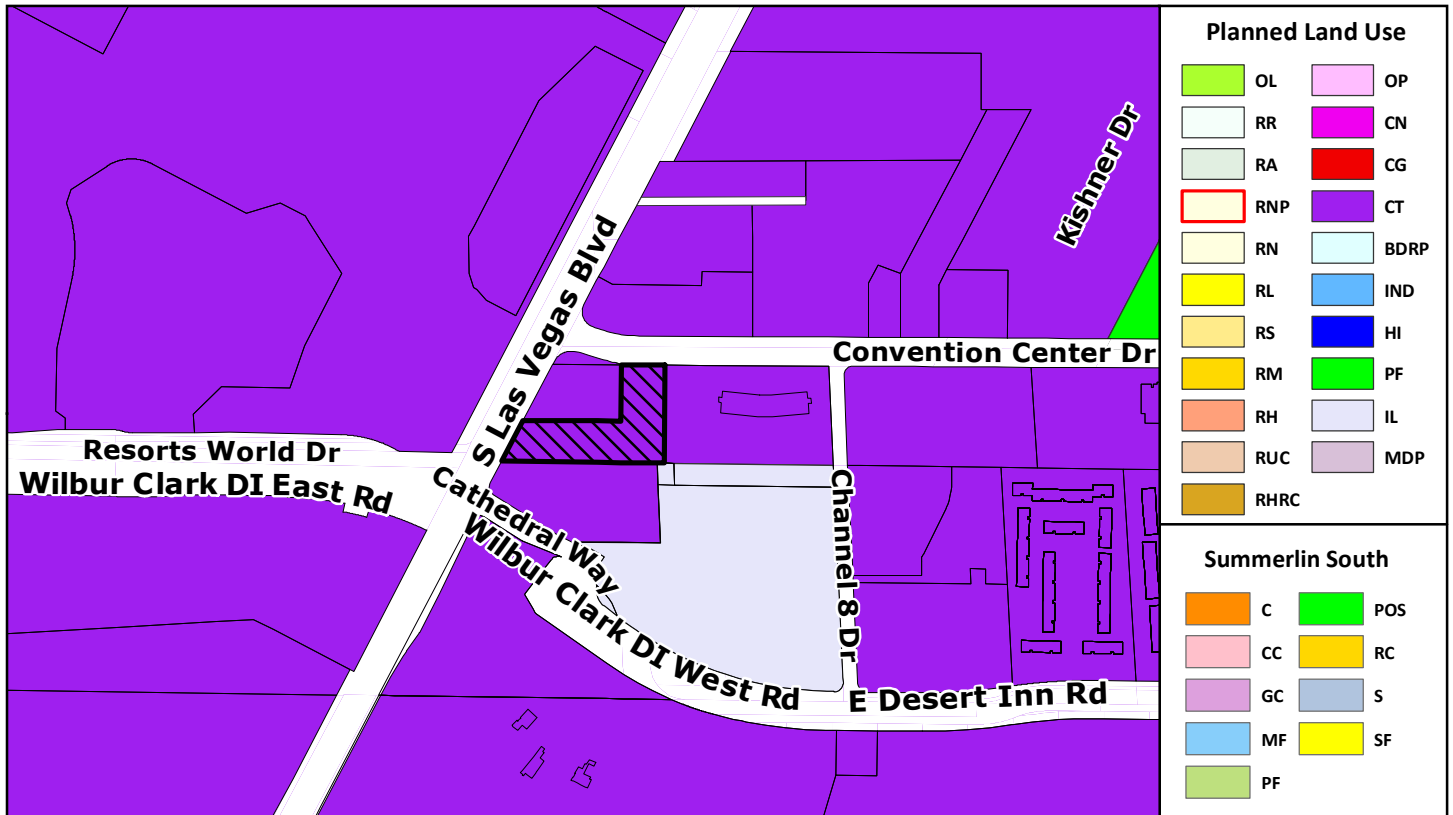 Kishner Dr
S Las Vegas Blvd
Convention Center Dr
Resorts World Dr
Wilbur Clark DI East Rd
Cathedral Way
Wilbur Clark DI West Rd
Channel 8 Dr
E Desert Inn Rd
Planned Land Use
OL OP
RR CN
RA CG
RNP CT
RN BDRP
RL IND
RS HI
RM PF
RH IL
RUC MDP
RHRC
Summerlin South
C POS
CC RC
GC S
MF SF
PF